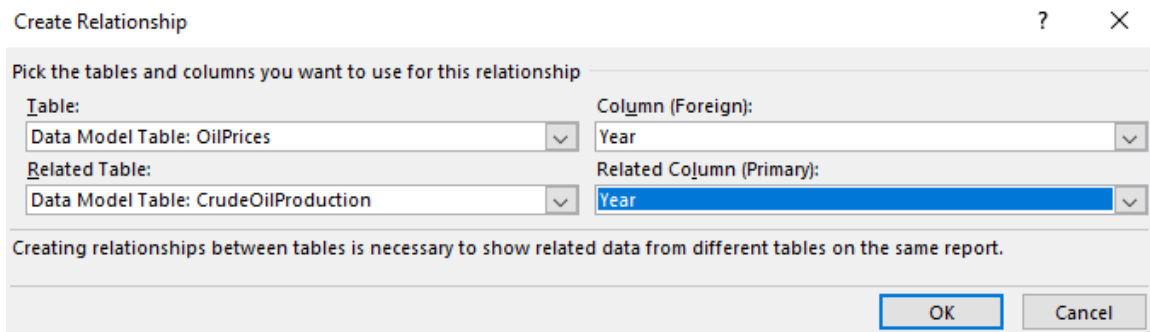 Create Relationship ?
Pick the tables and columns you want to use for this relationship
Table: Column (Foreign):
Data Model Table: OilPrices Year
Related Table: Related Column (Primary):
Data Model Table: CrudeOilProduction Year
Creating relationships between tables is necessary to show related data from different tables on the same report.
OK Cancel